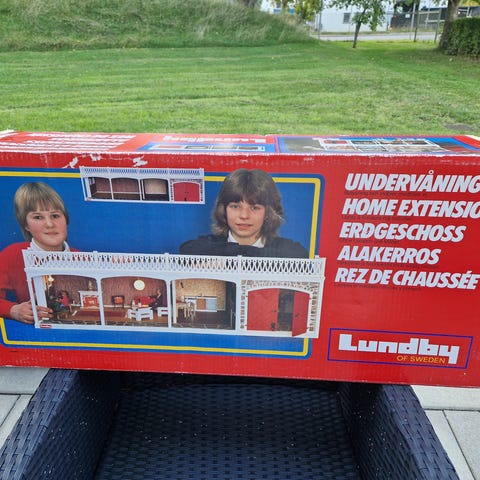 UNDERVÅNING
HOME EXTENSIO
ERDGESCHOSS
ALAKERROS
REZ DE CHAUSSÉE
Lundby
OF SWEDEN